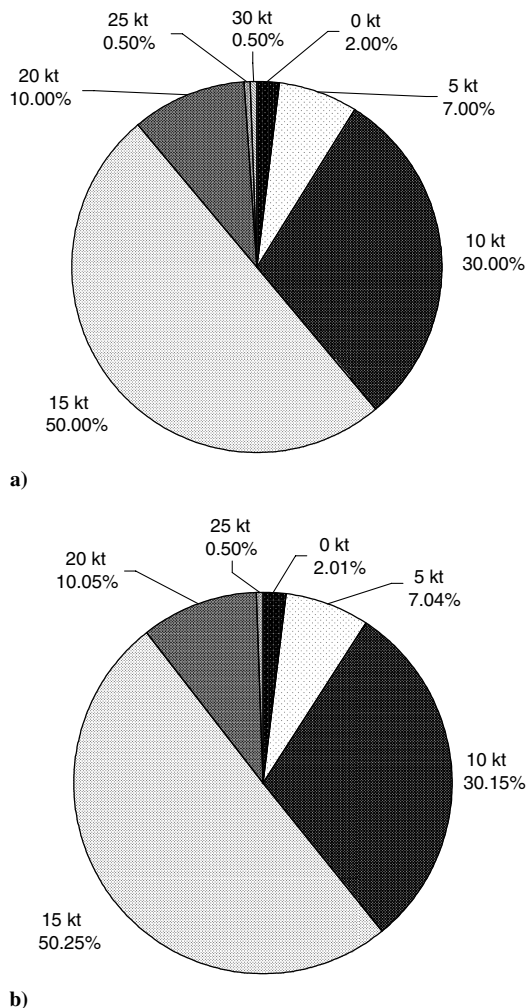 25 kt
0.50%
30 kt
0.50%
0 kt
2.00%
20 kt
10.00%
5 kt
7.00%
10 kt
30.00%
15 kt
50.00%
a)
25 kt
0.50%
0 kt
2.01%
20 kt
10.05%
5 kt
7.04%
10 kt
30.15%
15 kt
50.25%
b)